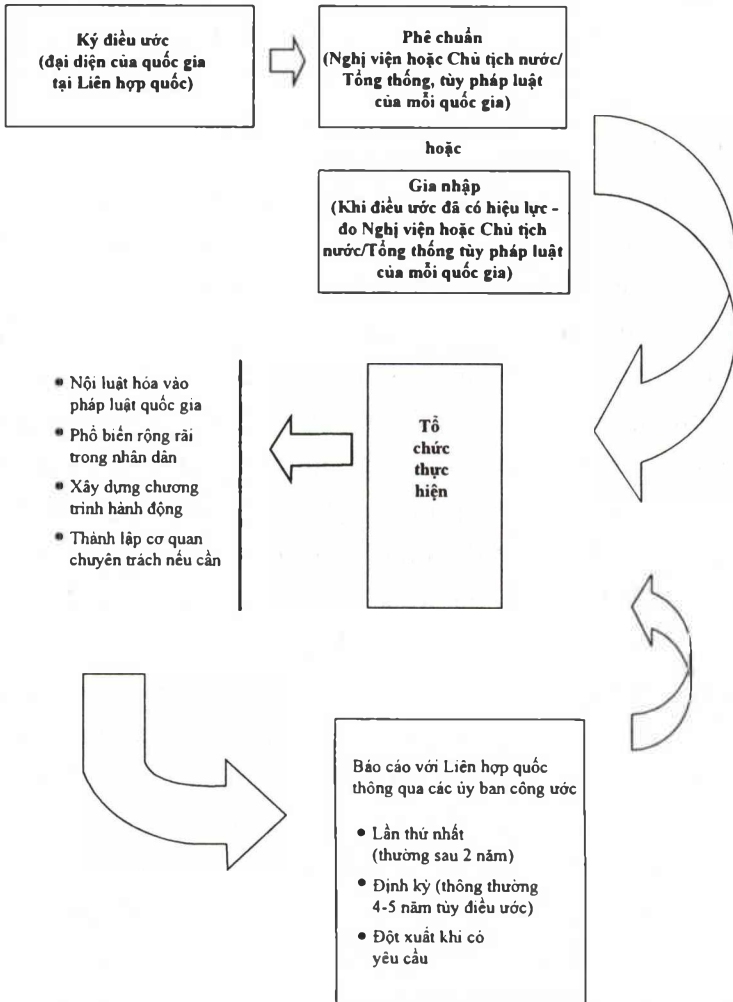 Ký điều ước
(đại diện của quốc gia
tại Liên hợp quốc)
Phê chuẩn
(Nghị viện hoặc Chủ tịch nước/
Tổng thống, tùy pháp luật
của mỗi quốc gia)
hoặc
Gia nhập
(Khi điều ước đã có hiệu lực -
do Nghị viện hoặc Chủ tịch
nước/Tổng thống tùy pháp luật
của mỗi quốc gia)
Tổ
chức
thực
hiện
• Nội luật hóa vào
pháp luật quốc gia
• Phổ biến rộng rãi
trong nhân dân
• Xây dựng chương
trình hành động
• Thành lập cơ quan
chuyên trách nếu cần
Báo cáo với Liên hợp quốc
thông qua các ủy ban công ước
• Lần thứ nhất
(thường sau 2 năm)
• Định kỳ (thông thường
4-5 năm tùy điều ước)
• Đột xuất khi có
yêu cầu